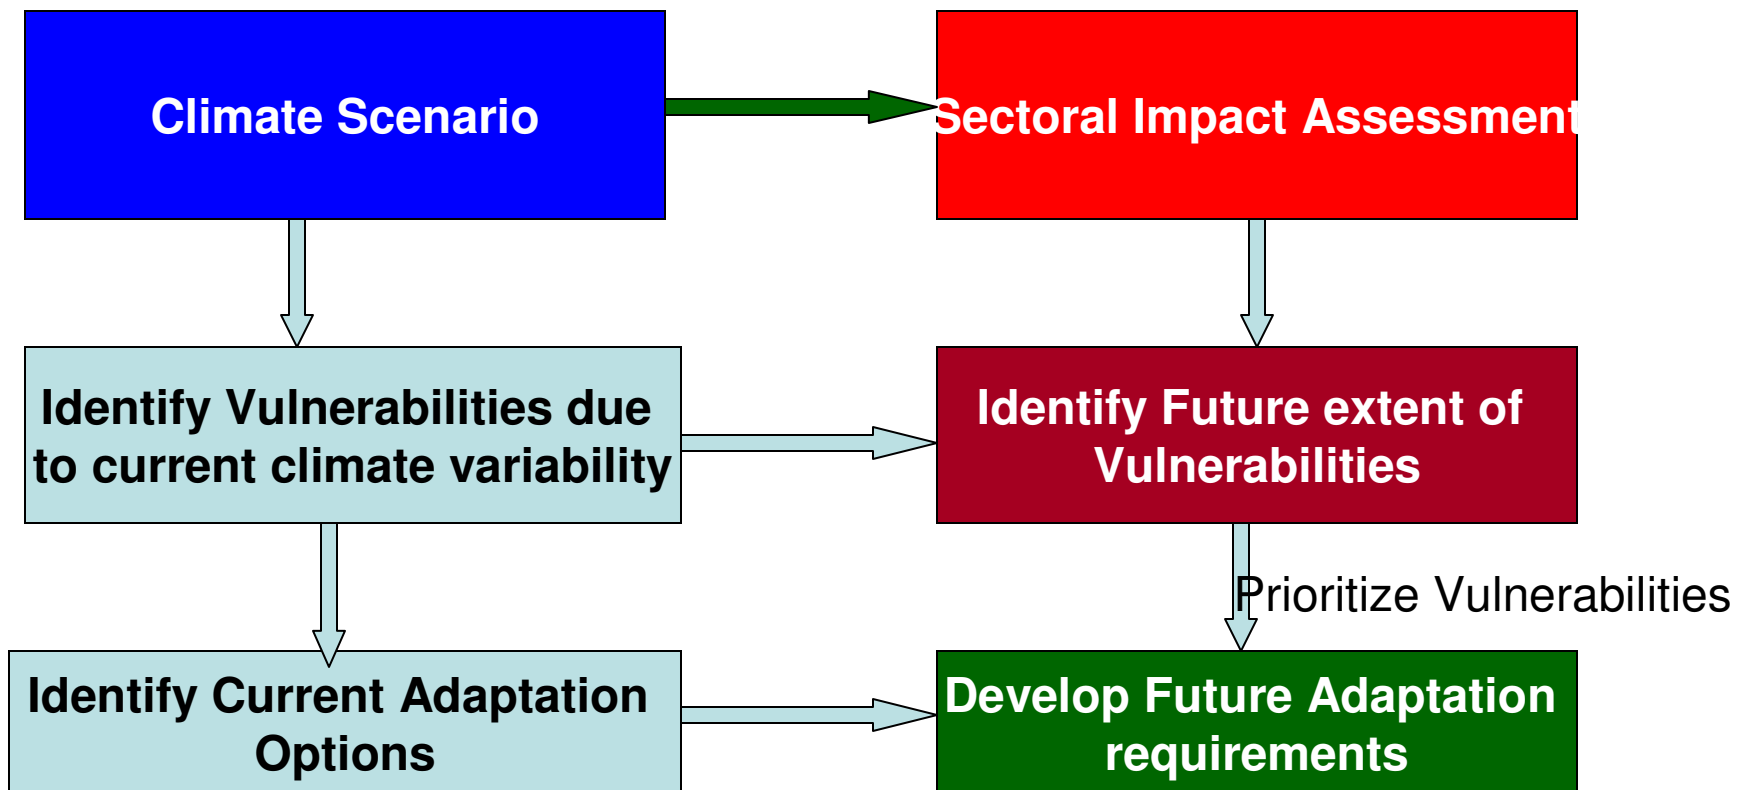 Climate Scenario
Sectoral Impact Assessment
Identify Vulnerabilities due
to current climate variability
Identify Future extent of
Vulnerabilities
Prioritize Vulnerabilities
Identify Current Adaptation
Options
Develop Future Adaptation
requirements